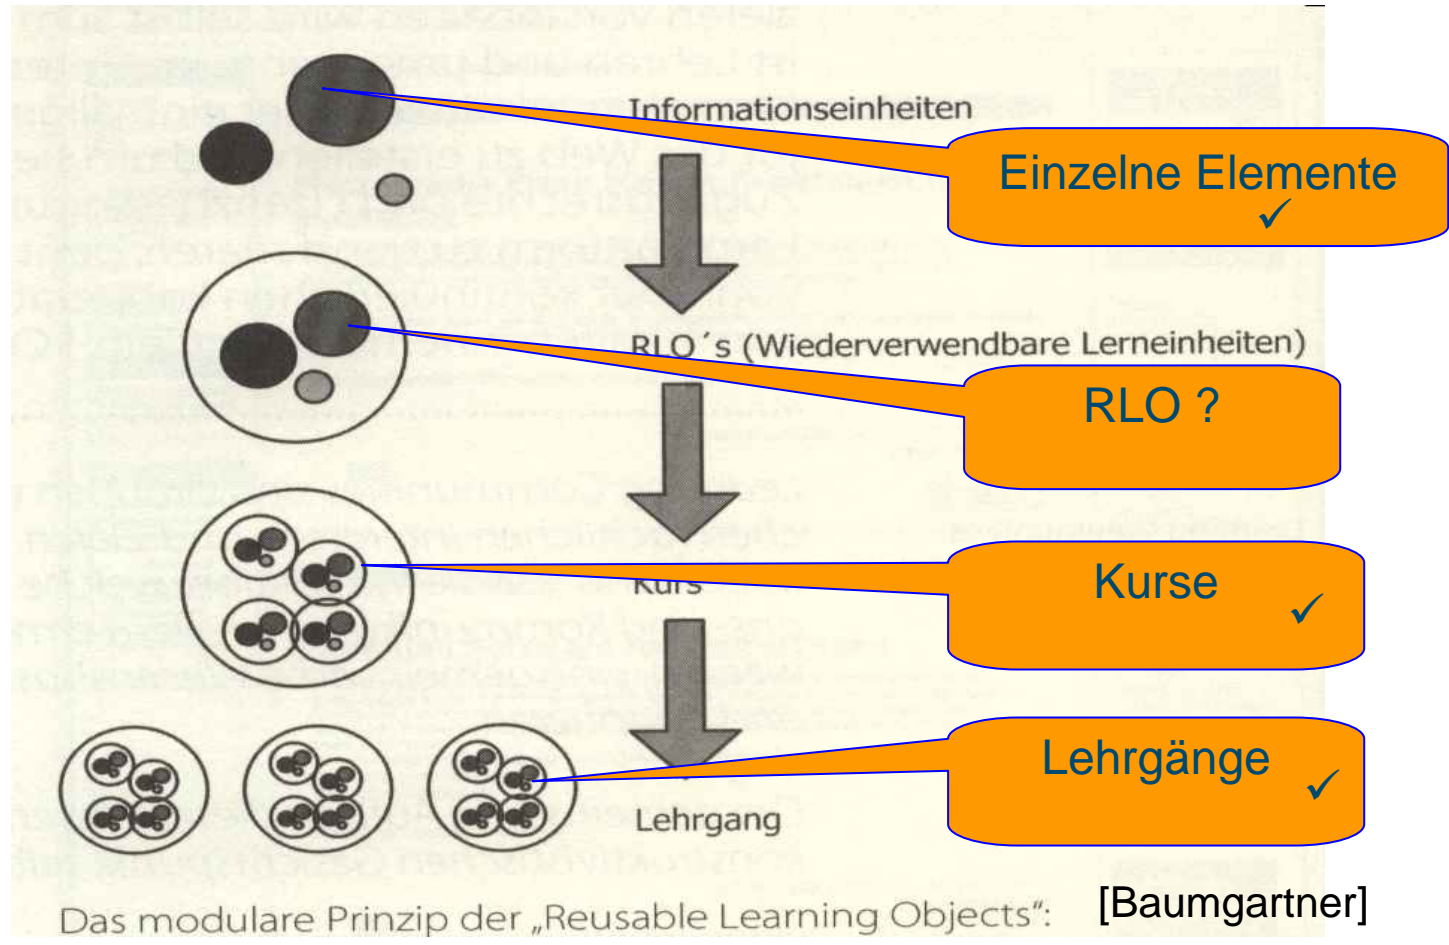 Informationseinheiten
Einzelne Elemente
✓
RLO´s (Wiederverwendbare Lerneinheiten)
RLO ?
Kurs
Kurse
✓
Lehrgänge
✓
Lehrgang
[Baumgartner]
Das modulare Prinzip der „Reusable Learning Objects“: